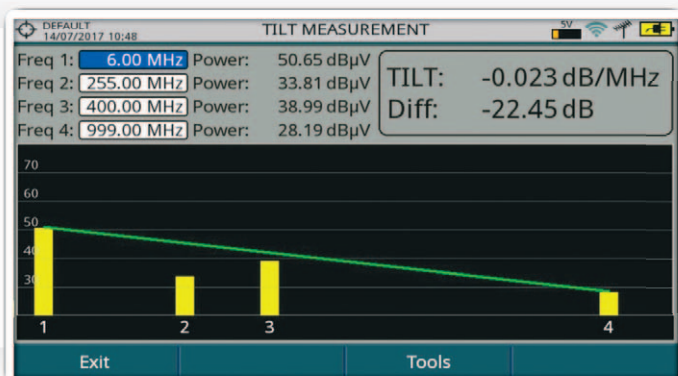 DEFAULT
14/07/2017 10:48
TILT MEASUREMENT
5V
Freq 1: 6.00 MHz Power: 50.65 dBµV
Freq 2: 255.00 MHz Power: 33.81 dBµV
Freq 3: 400.00 MHz Power: 38.99 dBµV
Freq 4: 999.00 MHz Power: 28.19 dBµV
TILT: -0.023 dB/MHz
Diff: -22.45 dB
70
60
50
40
30
1 2 3 4
Exit Tools